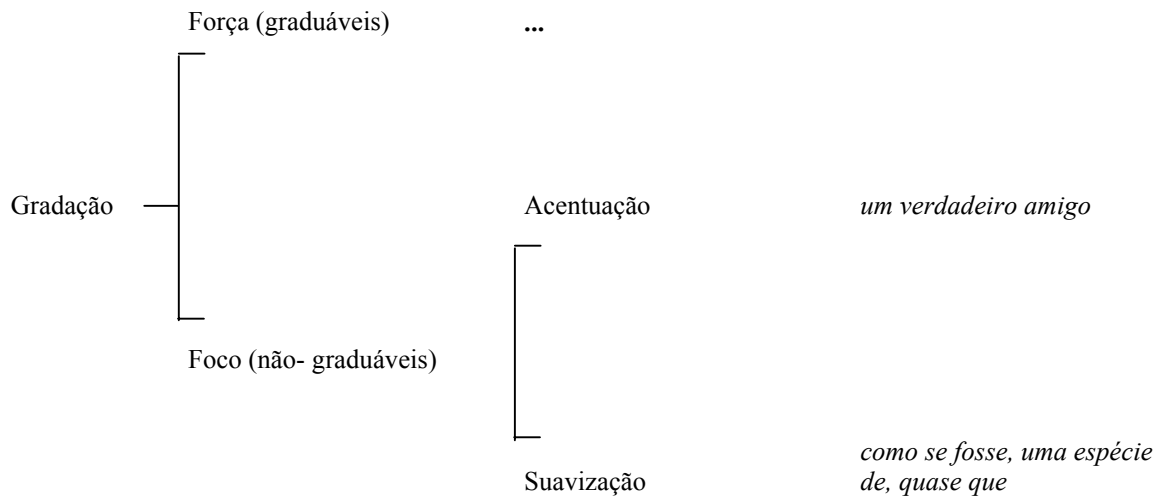 Força (graduáveis) ...
Gradação
Acentuação
um verdadeiro amigo
Foco (não- graduáveis)
como se fosse, uma espécie
Suavização
de, quase que